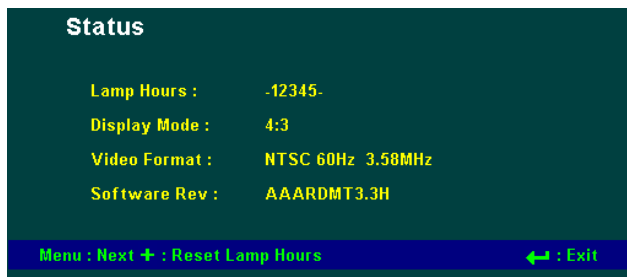 Status
Lamp Hours : -12345-
Display Mode : 4:3
Video Format : NTSC 60Hz 3.58MHz
Software Rev : AAARDMT3.3H
Menu : Next + : Reset Lamp Hours ↵ : Exit